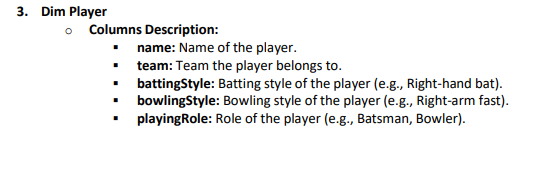 3. Dim Player
o Columns Description:
▪ name: Name of the player.
▪ team: Team the player belongs to.
▪ battingStyle: Batting style of the player (e.g., Right-hand bat).
▪ bowlingStyle: Bowling style of the player (e.g., Right-arm fast).
▪ playingRole: Role of the player (e.g., Batsman, Bowler).